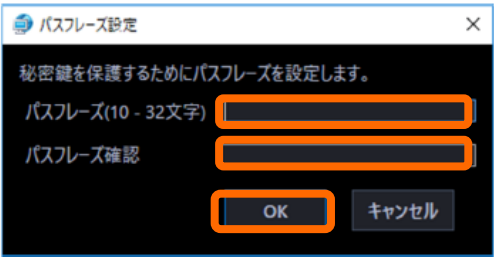 パスフレーズ設定
秘密鍵を保護するためにパスフレーズを設定します。
パスフレーズ(10 - 32文字)
パスフレーズ確認
OK キャンセル